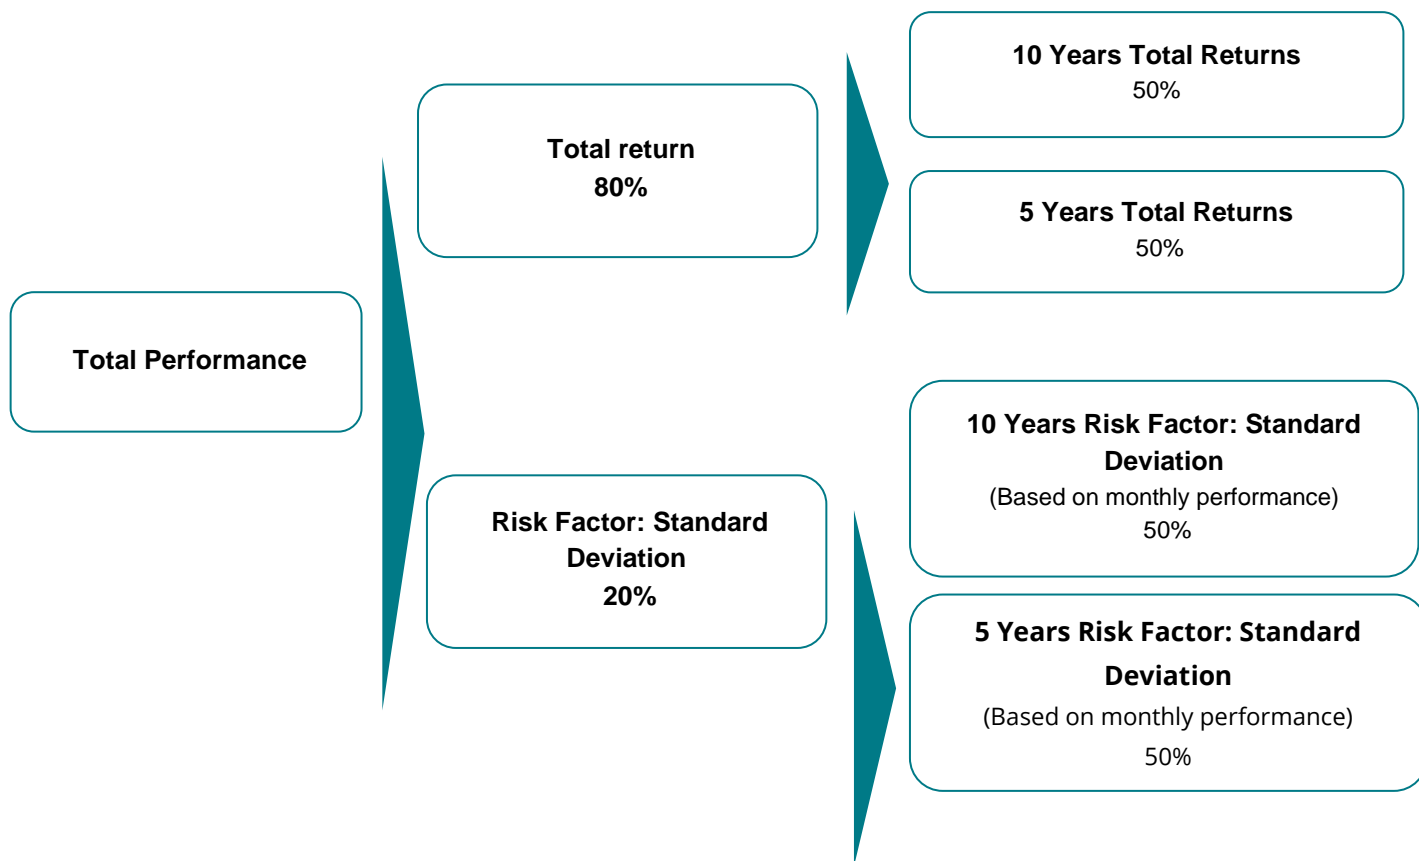 Total Performance
Total return
80%
10 Years Total Returns
50%
5 Years Total Returns
50%
Risk Factor: Standard
Deviation
20%
10 Years Risk Factor: Standard
Deviation
(Based on monthly performance)
50%
5 Years Risk Factor: Standard
Deviation
(Based on monthly performance)
50%